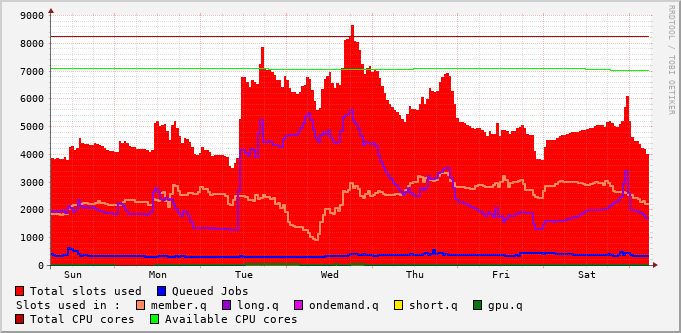 9000
8000
7000
6000
5000
4000
3000
2000
1000
0
Sun Mon Tue Wed Thu Fri Sat
RRDTOOL / TOBI OETIKER
Total slots used Queued Jobs
Slots used in : member.q long.q ondemand.q short.q gpu.q
Total CPU cores Available CPU cores